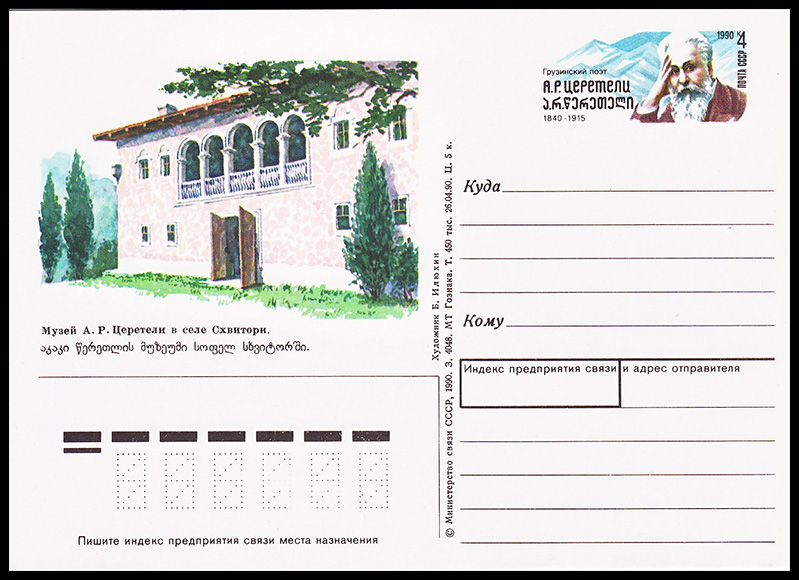 Музей А. Р. Церетели в селе Схвитори.
აკაკი წერეთლის მუზეუმი სოფელ სხვიტორში.
Пишите индекс предприятия связи места назначения
© Министерство связи СССР, 1990. З. 4048. МТ Гознака. т. 450 тыс. 26.04.90. Ц. 5 к.
Художник Б. Илюхин
1990 К 4
ПОЧТА СССР
Грузинский поэт
А.Р. ЦЕРЕТЕЛИ
ა.რ. წერეთელი
1840-1915
Куда
Кому
Индекс предприятия связи и адрес отправителя